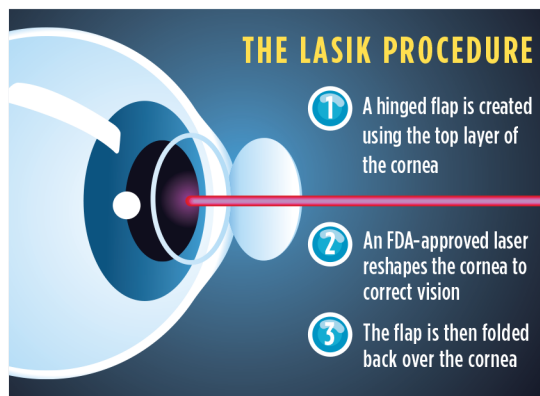 THE LASIK PROCEDURE
1 A hinged flap is created
using the top layer of
the cornea
2 An FDA-approved laser
reshapes the cornea to
correct vision
3 The flap is then folded
back over the cornea